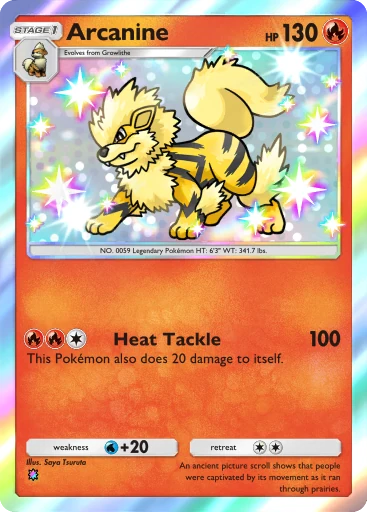 STAGE 1
Arcanine
HP 130
Evolves from Growlithe
NO. 0059 Legendary Pokémon HT: 6'3" WT: 341.7 lbs.
Heat Tackle 100
This Pokémon also does 20 damage to itself.
weakness +20 retreat
Illus. Saya Tsuruta
An ancient picture scroll shows that people
were captivated by its movement as it ran
through prairies.